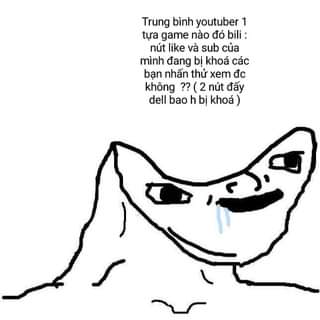 Trung bình youtuber 1
tựa game nào đó bili :
nút like và sub của
mình đang bị khoá các
bạn nhấn thử xem đc
không ?? ( 2 nút đấy
dell bao h bị khoá )